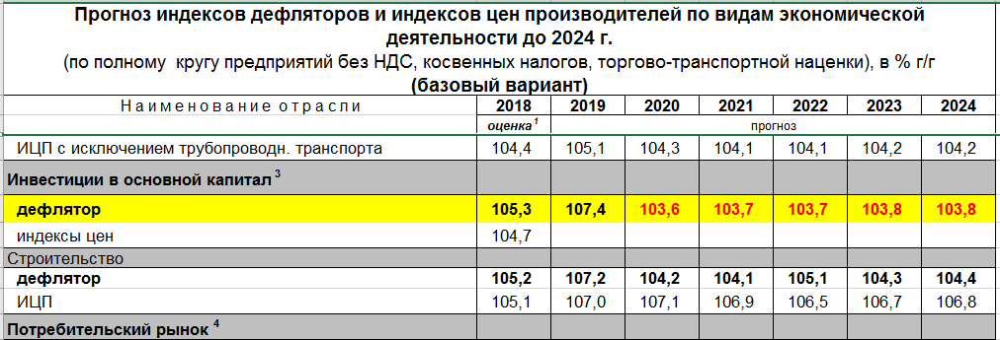 Прогноз индексов дефляторов и индексов цен производителей по видам экономической
деятельности до 2024 г.
(по полному кругу предприятий без НДС, косвенных налогов, торгово-транспортной наценки), в % г/г
(базовый вариант)
Наименование отрасли 2018 2019 2020 2021 2022 2023 2024
оценка¹ прогноз
ИЦП с исключением трубопроводн. транспорта 104,4 105,1 104,3 104,1 104,1 104,2 104,2
Инвестиции в основной капитал ³
дефлятор 105,3 107,4 103,6 103,7 103,7 103,8 103,8
индексы цен 104,7
Строительство
дефлятор 105,2 107,2 104,2 104,1 105,1 104,3 104,4
ИЦП 105,1 107,0 107,1 106,9 106,5 106,7 106,8
Потребительский рынок ⁴